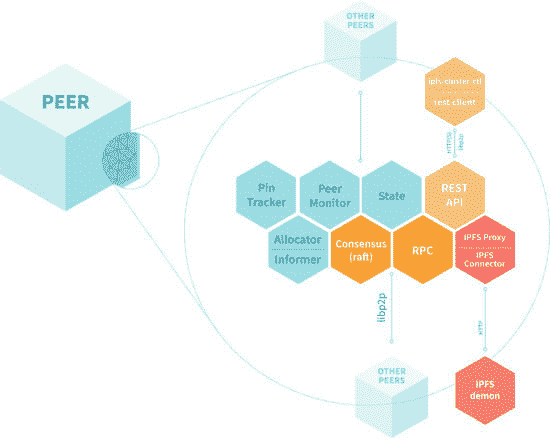 OTHER
PEERS
PEER
ipfs-cluster-ctl
rest-client
HTTP(S)
libp2p
Pin
Tracker
Peer
Monitor
State
REST
API
Allocator
Informer
Consensus
(raft)
RPC
IPFS Proxy
IPFS
Connector
libp2p
HTTP
OTHER
PEERS
IPFS
demon